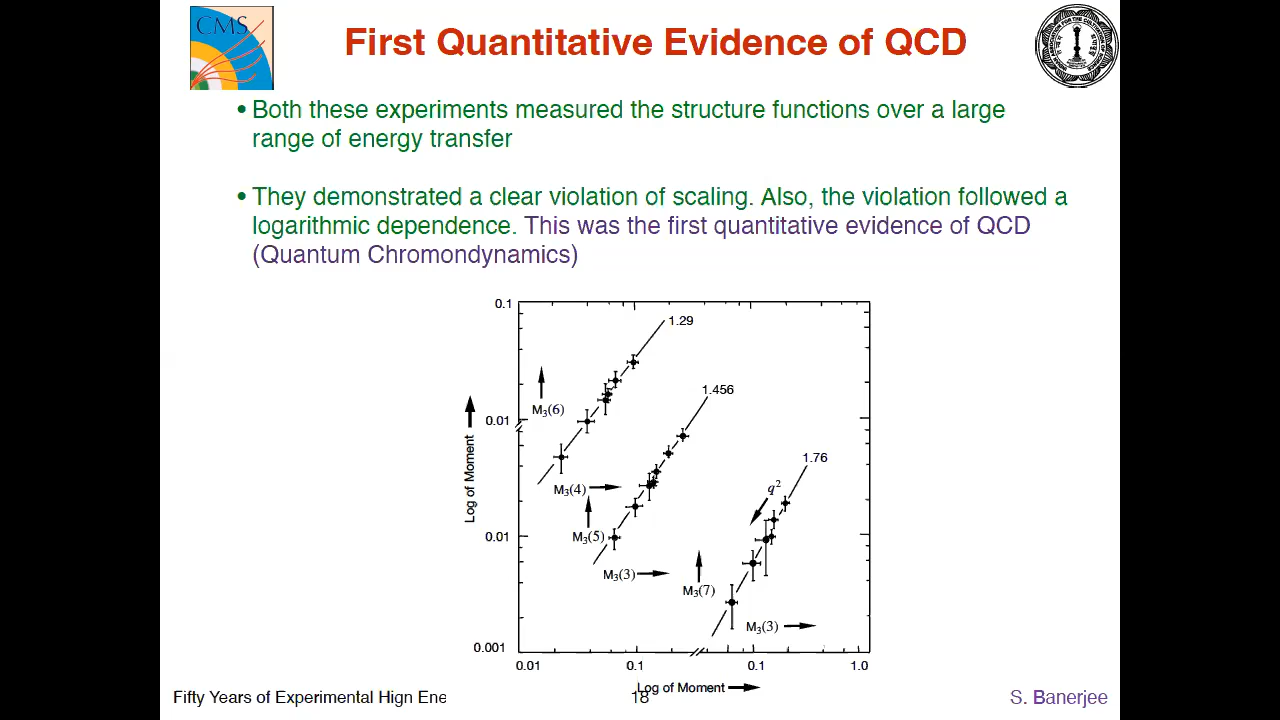 CMS
First Quantitative Evidence of QCD
• Both these experiments measured the structure functions over a large
range of energy transfer
• They demonstrated a clear violation of scaling. Also, the violation followed a
logarithmic dependence. This was the first quantitative evidence of QCD
(Quantum Chromondynamics)
0.1
1.29
1.456
M₃(6)
0.01
1.76
Log of Moment
M₃(4)
q²
M₃(5)
0.01
M₃(3)
M₃(7)
M₃(3)
0.001
0.01
0.1
0.1
1.0
Log of Moment
Fifty Years of Experimental Hign Ene
18
S. Banerjee